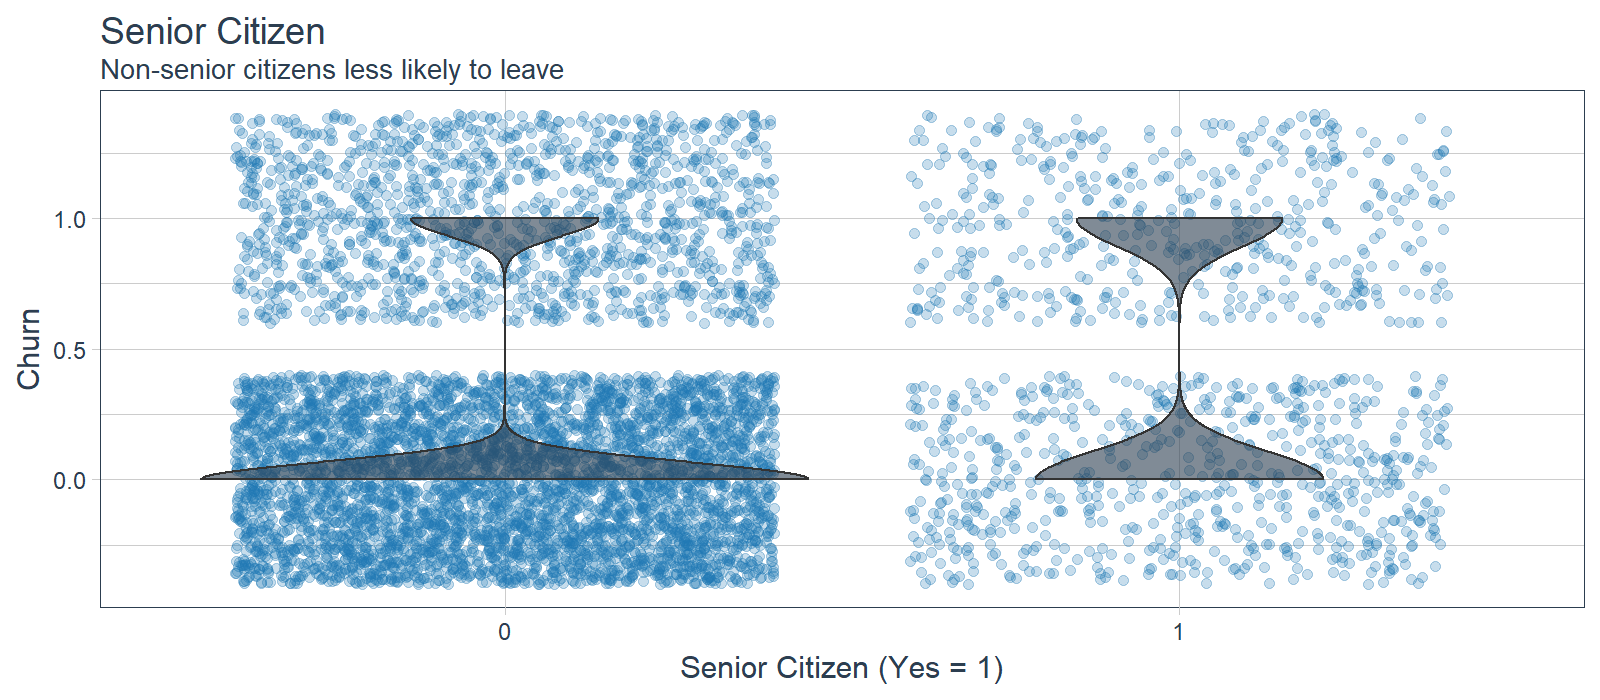 Senior Citizen
Non-senior citizens less likely to leave
Churn
1.0
0.5
0.0
0
1
Senior Citizen (Yes = 1)